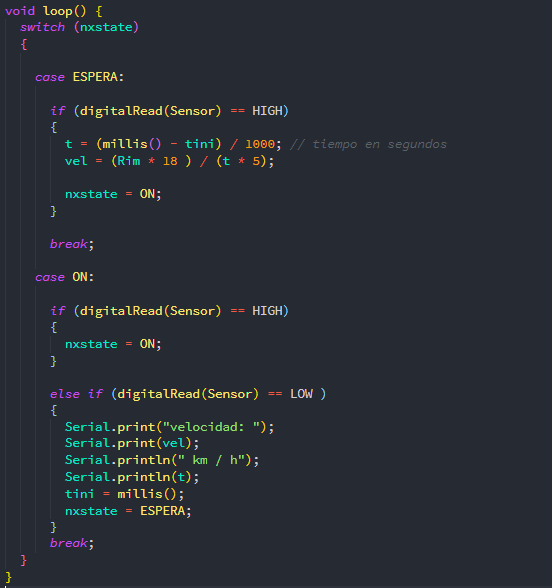 void loop() {
switch (nxstate)
{
case ESPERA:
if (digitalRead(Sensor) == HIGH)
{
t = (millis() - tini) / 1000; // tiempo en segundos
vel = (Rim * 18 ) / (t * 5);
nxstate = ON;
}
break;
case ON:
if (digitalRead(Sensor) == HIGH)
{
nxstate = ON;
}
else if (digitalRead(Sensor) == LOW )
{
Serial.print("velocidad: ");
Serial.print(vel);
Serial.println(" km / h");
Serial.println(t);
tini = millis();
nxstate = ESPERA;
}
break;
}
}